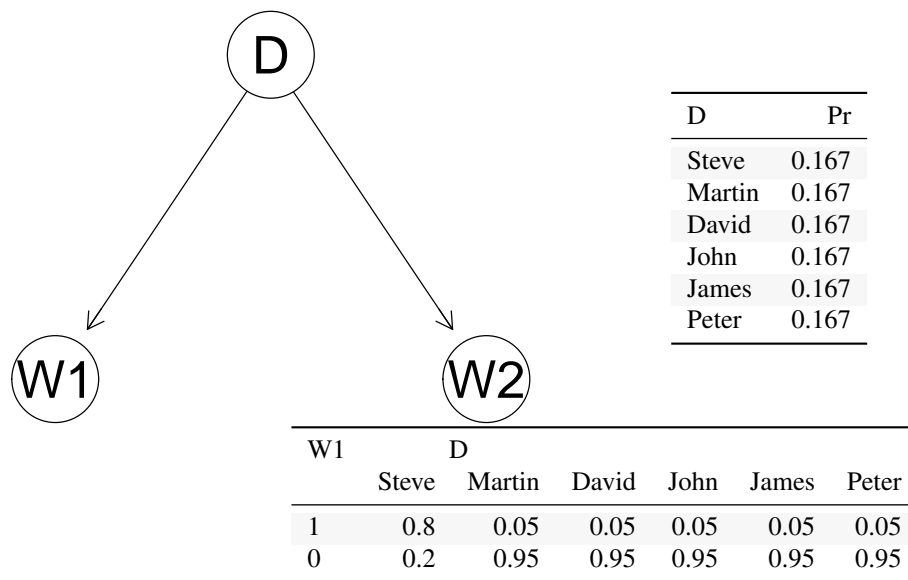 D
D Pr
Steve 0.167
Martin 0.167
David 0.167
John 0.167
James 0.167
Peter 0.167
W1 W2
W1 D
Steve Martin David John James Peter
1 0.8 0.05 0.05 0.05 0.05 0.05
0 0.2 0.95 0.95 0.95 0.95 0.95